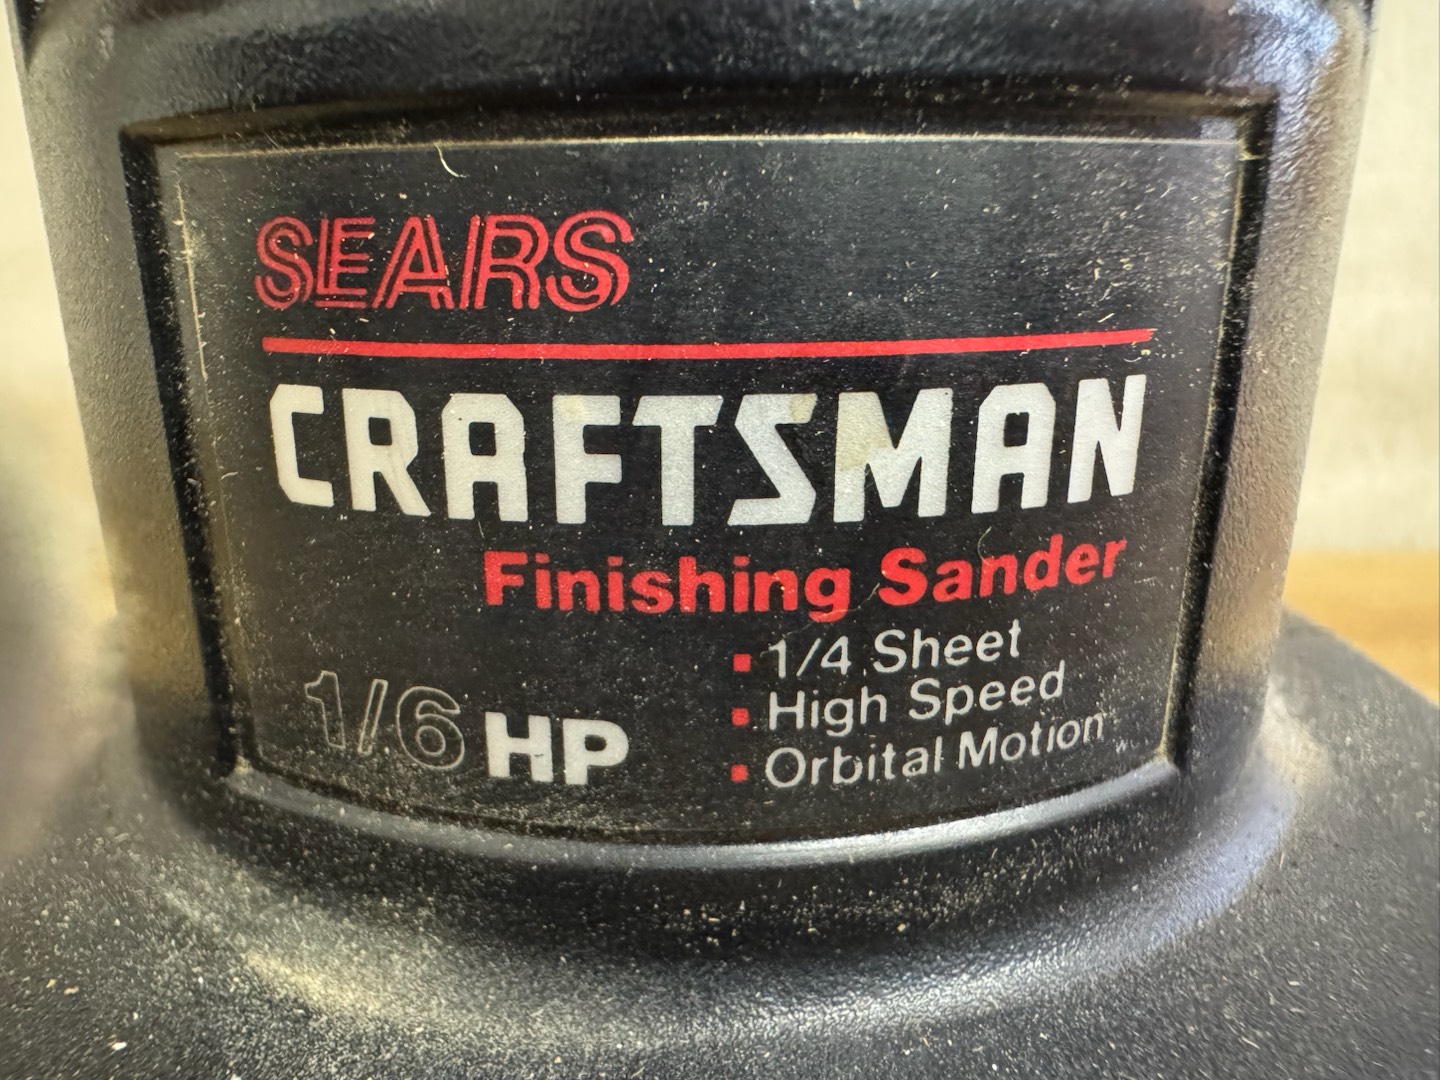 SEARS
CRAFTSMAN
Finishing Sander
1/6 HP
1/4 Sheet
High Speed
Orbital Motion